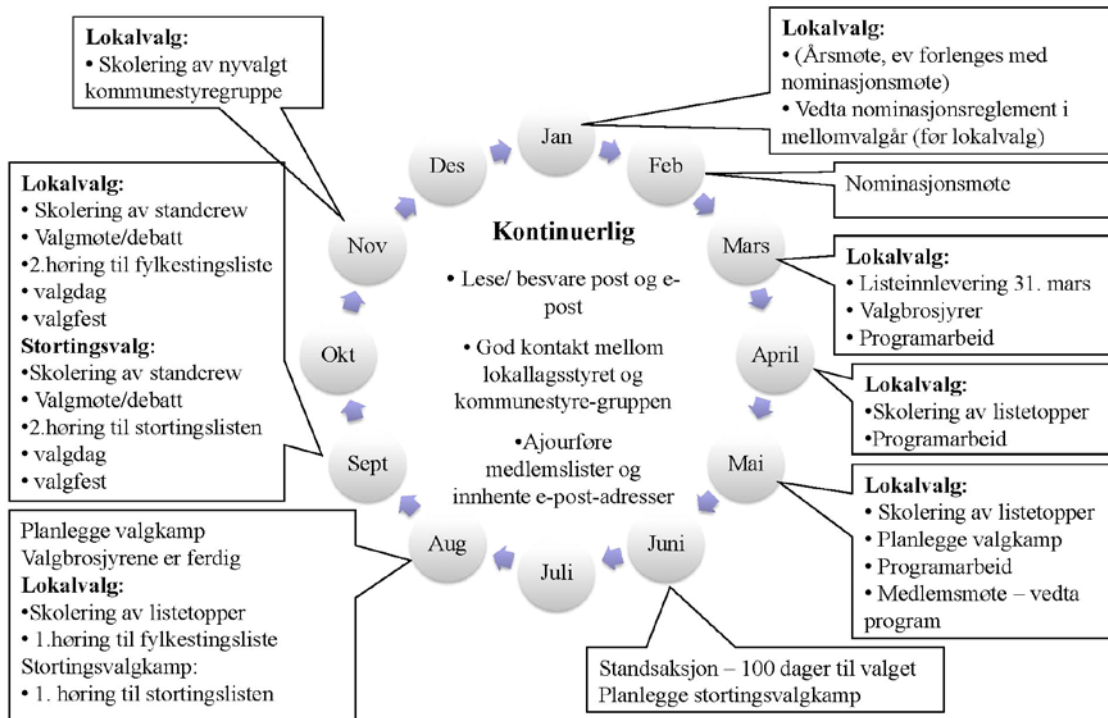 Lokalvalg:
• Skolering av nyvalgt
kommunestyregruppe
Lokalvalg:
• (Årsmøte, ev forlenges med
nominasjonsmøte)
• Vedta nominasjonsreglement i
mellomvalgår (før lokalvalg)
Nominasjonsmøte
Lokalvalg:
• Listeinnlevering 31. mars
• Valgbrosjyrer
• Programarbeid
Lokalvalg:
•Skolering av listetopper
•Programarbeid
Lokalvalg:
• Skolering av listetopper
• Planlegge valgkamp
• Programarbeid
• Medlemsmøte – vedta
program
Standsaksjon – 100 dager til valget
Planlegge stortingsvalgkamp
Planlegge valgkamp
Valgbrosjyrene er ferdig
Lokalvalg:
•Skolering av listetopper
• 1.høring til fylkestingsliste
Stortingsvalgkamp:
• 1. høring til stortingslisten
Lokalvalg:
• Skolering av standcrew
• Valgmøte/debatt
•2.høring til fylkestingsliste
• valgdag
• valgfest
Stortingsvalg:
•Skolering av standcrew
• Valgmøte/debatt
•2.høring til stortingslisten
• valgdag
• valgfest
Jan
Feb
Mars
April
Mai
Juni
Juli
Aug
Sept
Okt
Nov
Des
Kontinuerlig
• Lese/ besvare post og e-
post
• God kontakt mellom
lokallagsstyret og
kommunestyre-gruppen
•Ajourføre
medlemslister og
innhente e-post-adresser